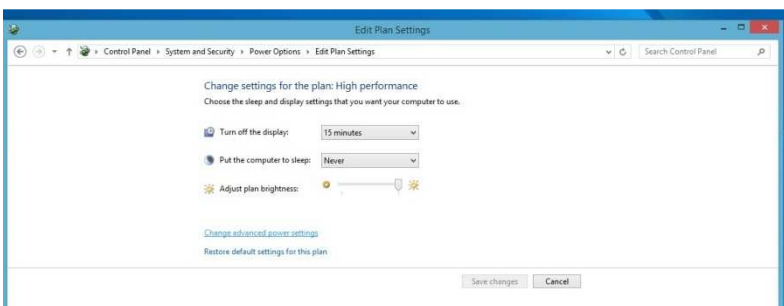 Edit Plan Settings
Control Panel › System and Security › Power Options › Edit Plan Settings
Search Control Panel
Change settings for the plan: High performance
Choose the sleep and display settings that you want your computer to use.
Turn off the display: 15 minutes
Put the computer to sleep: Never
Adjust plan brightness:
Change advanced power settings
Restore default settings for this plan
Save changes Cancel